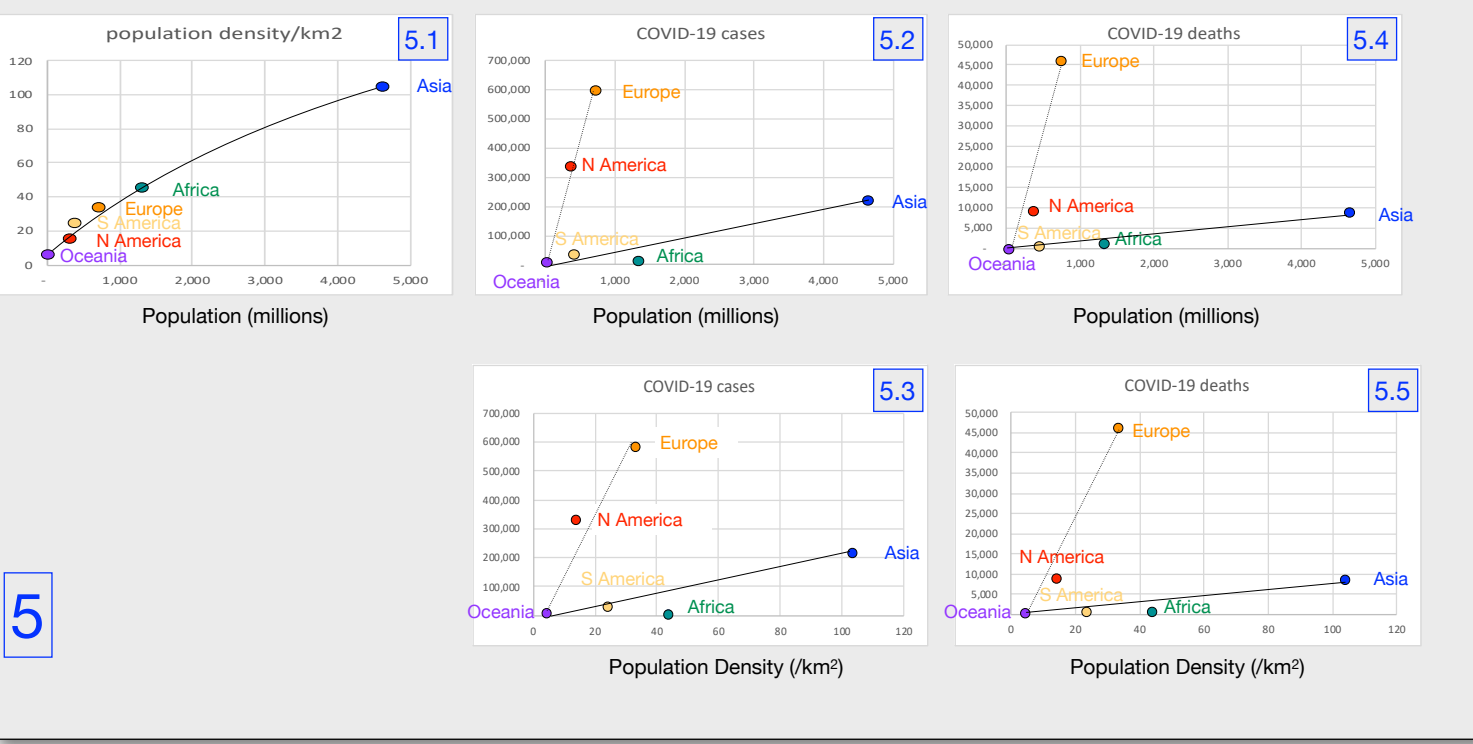 population density/km2
5.1
120
100
80
60
40
20
0
-
1,000
2,000
3,000
4,000
5,000
Asia
Africa
Europe
S America
N America
Oceania
Population (millions)
COVID-19 cases
5.2
700,000
600,000
500,000
400,000
300,000
200,000
100,000
-
1,000
2,000
3,000
4,000
5,000
Europe
N America
Asia
S America
Africa
Oceania
Population (millions)
COVID-19 deaths
5.4
50,000
45,000
40,000
35,000
30,000
25,000
20,000
15,000
10,000
5,000
-
1,000
2,000
3,000
4,000
5,000
Europe
N America
Asia
S America
Africa
Oceania
Population (millions)
COVID-19 cases
5.3
700,000
600,000
500,000
400,000
300,000
200,000
100,000
0
20
40
60
80
100
120
Europe
N America
Asia
S America
Africa
Oceania
Population Density (/km²)
COVID-19 deaths
5.5
50,000
45,000
40,000
35,000
30,000
25,000
20,000
15,000
10,000
5,000
-
0
20
40
60
80
100
120
Europe
N America
Asia
S America
Africa
Oceania
Population Density (/km²)
5